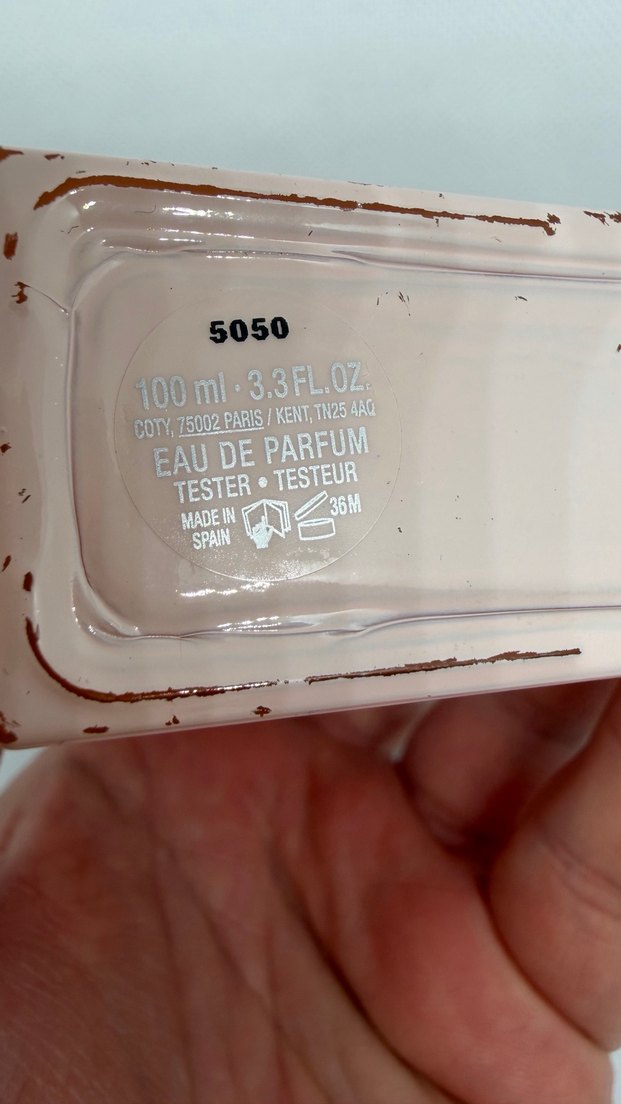 5050
100 ml · 3.3 FL.OZ.
COTY, 75002 PARIS / KENT, TN25 4AQ
EAU DE PARFUM
TESTER • TESTEUR
MADE IN
SPAIN
36M